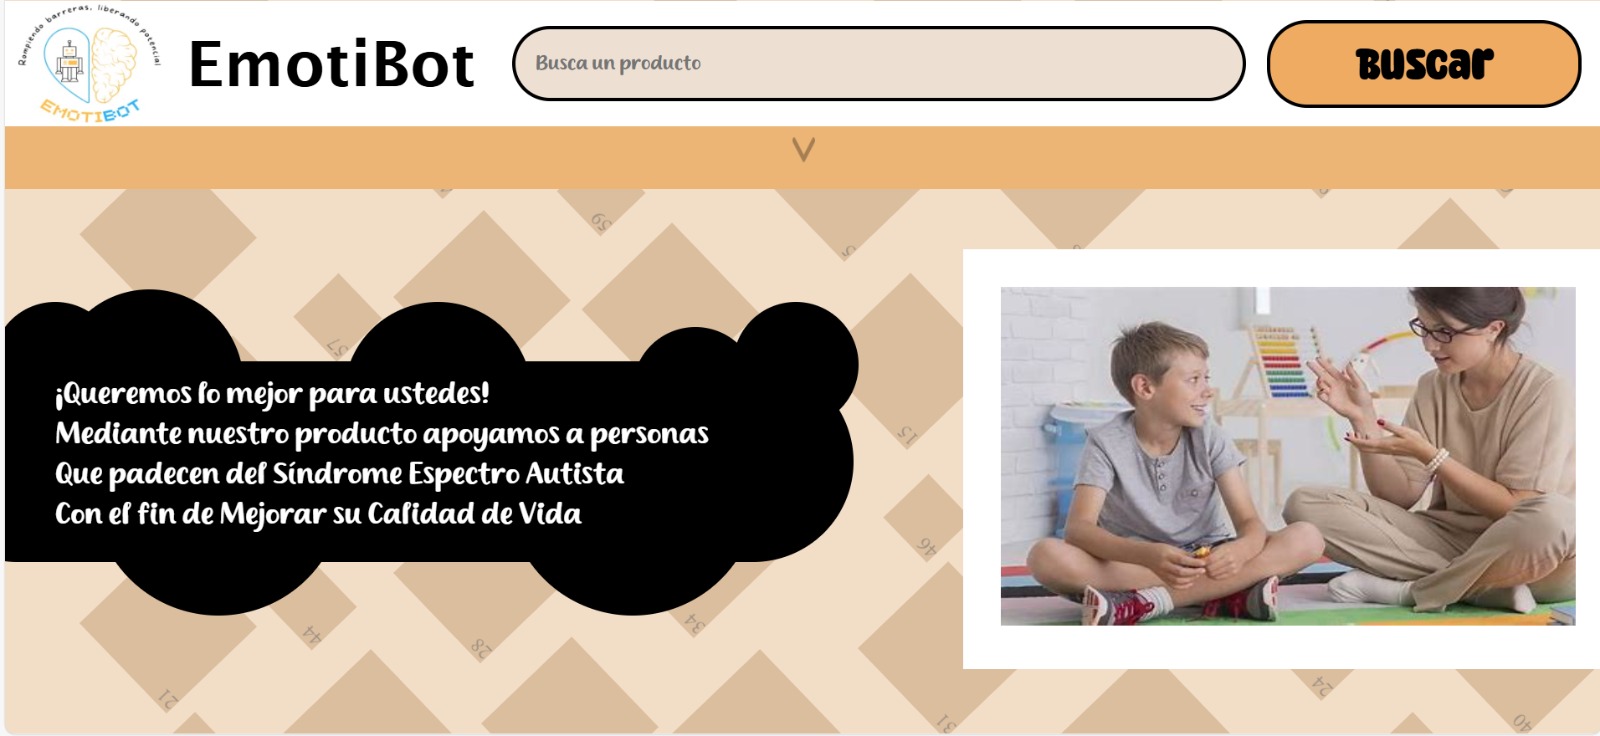 Rompiendo barreras, liberando potencial
EMOTIBOT
EmotiBot
Busca un producto
Buscar
¡Queremos lo mejor para ustedes!
Mediante nuestro producto apoyamos a personas
Que padecen del Síndrome Espectro Autista
Con el fin de Mejorar su Calidad de Vida
59
5
57
15
46
44
28
34
21
31
24
40